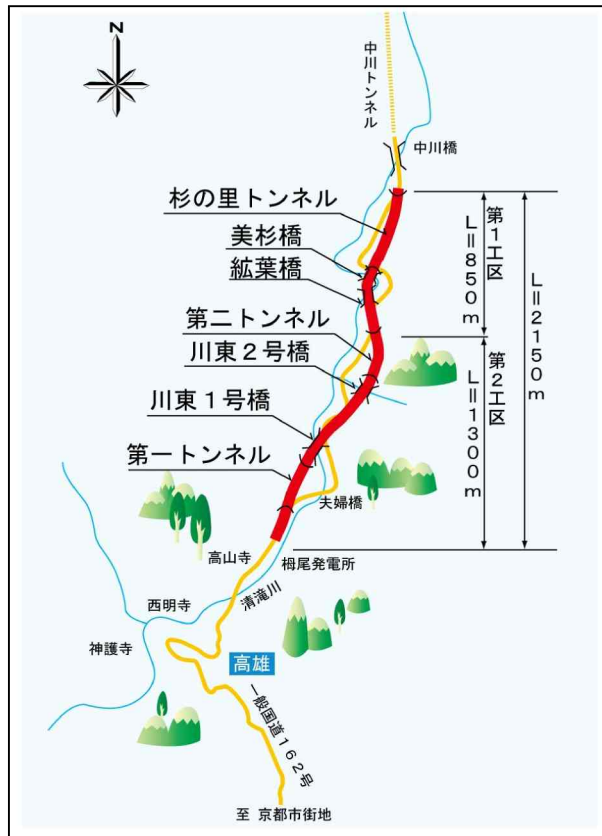 N
中川トンネル
中川橋
杉の里トンネル
美杉橋
鉱葉橋
第二トンネル
川東２号橋
川東１号橋
第一トンネル
第１工区
L＝８５０m
第２工区
L＝１３００m
L＝２１５０m
夫婦橋
高山寺
栂尾発電所
清滝川
西明寺
神護寺
高雄
一般国道１６２号
至 京都市街地